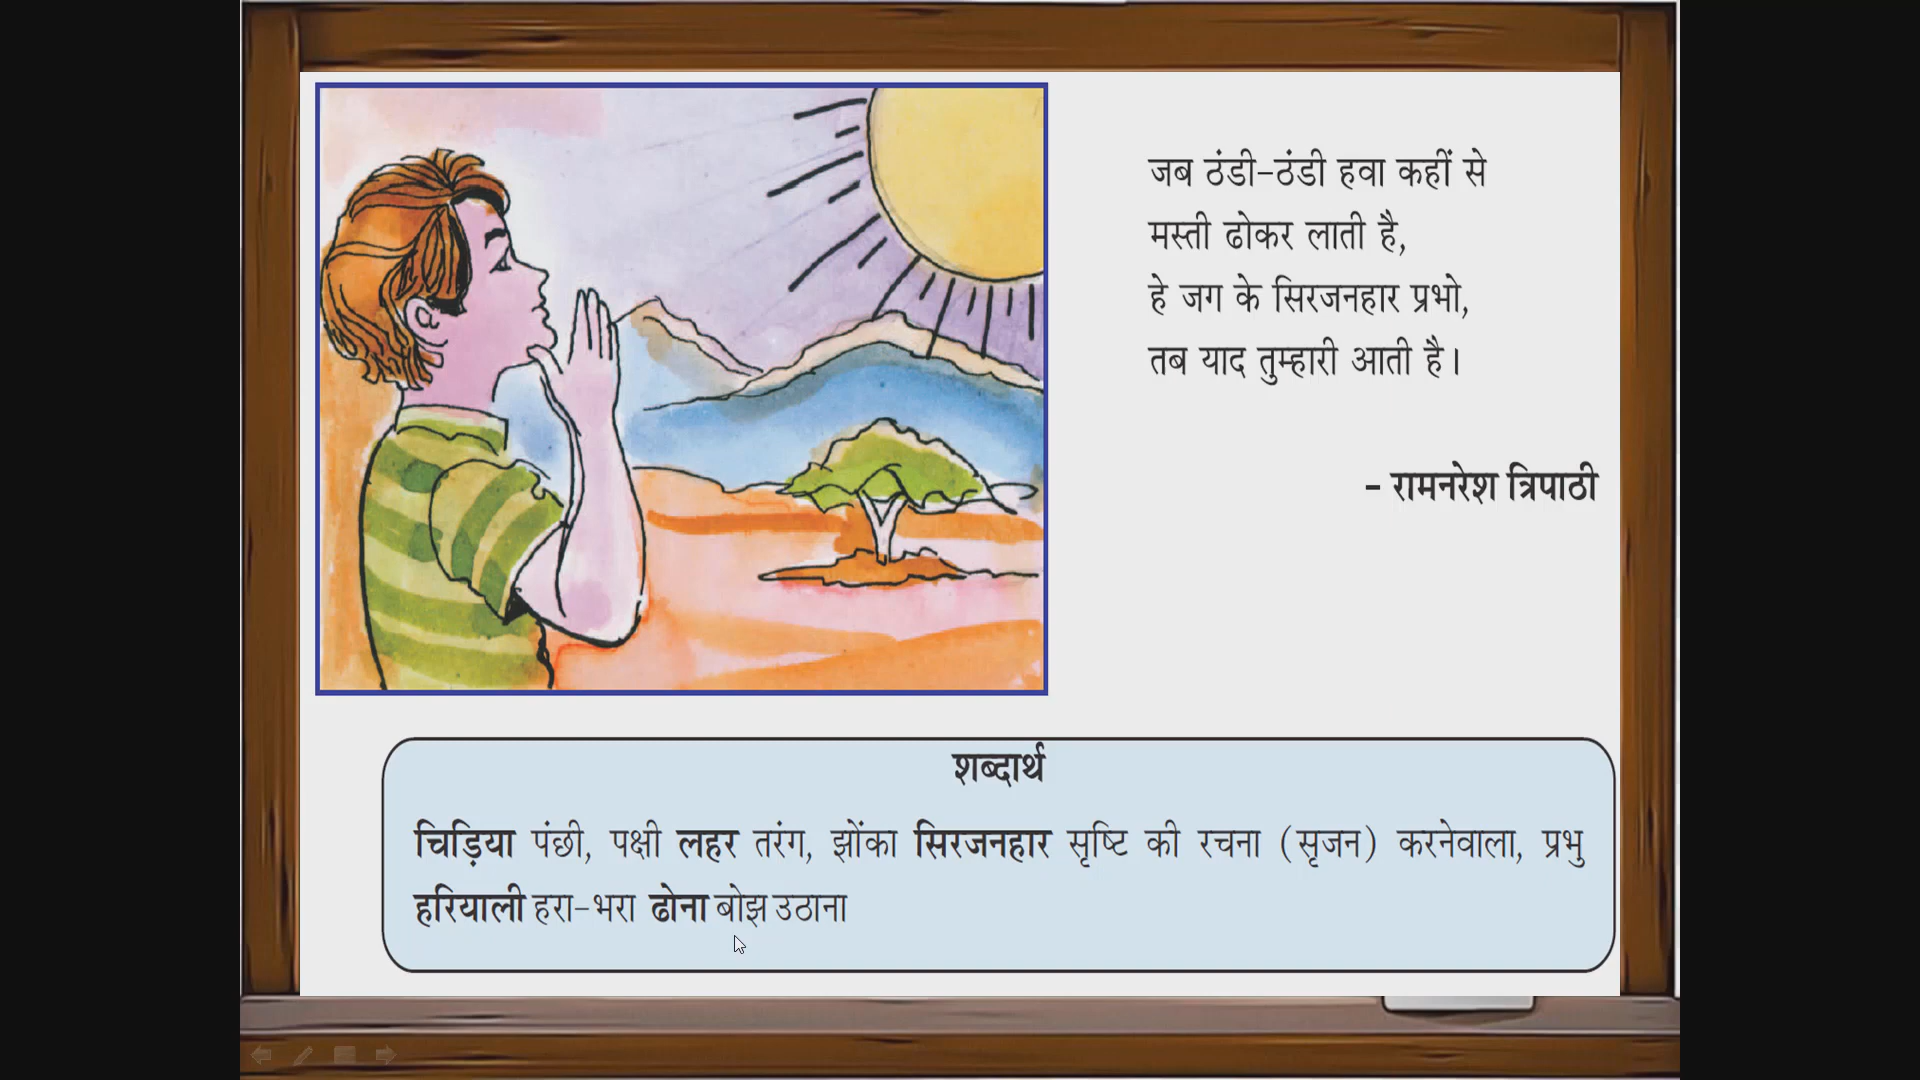 जब ठंडी-ठंडी हवा कहीं से
मस्ती ढोकर लाती है,
हे जग के सिरजनहार प्रभो,
तब याद तुम्हारी आती है।
- रामनरेश त्रिपाठी
शब्दार्थ
चिड़िया पंछी, पक्षी लहर तरंग, झोंका सिरजनहार सृष्टि की रचना (सृजन) करनेवाला, प्रभु
हरियाली हरा-भरा ढोना बोझ उठाना